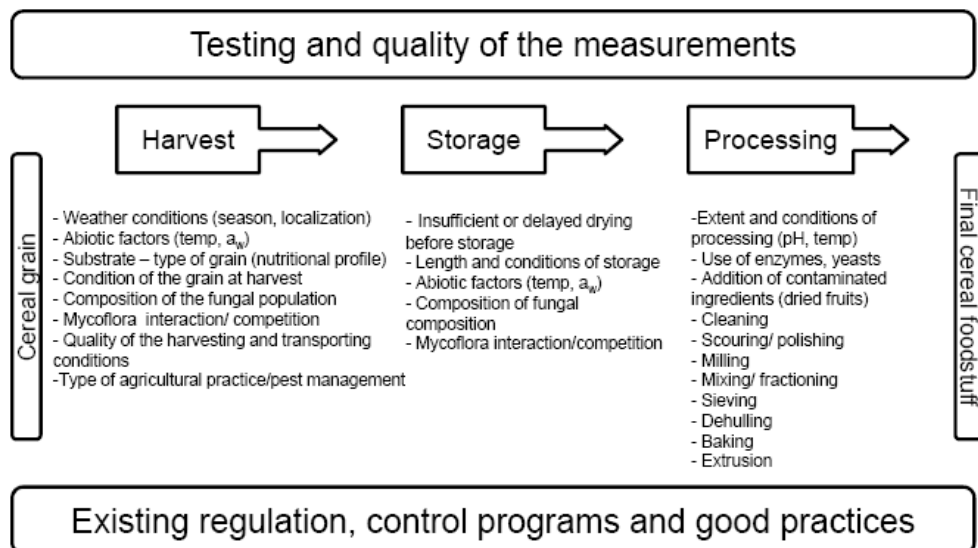 Testing and quality of the measurements
Harvest
Storage
Processing
Cereal grain
- Weather conditions (season, localization)
- Abiotic factors (temp, aw)
- Substrate – type of grain (nutritional profile)
- Condition of the grain at harvest
- Composition of the fungal population
- Mycoflora interaction/ competition
- Quality of the harvesting and transporting
conditions
-Type of agricultural practice/pest management
- Insufficient or delayed drying
before storage
- Length and conditions of storage
- Abiotic factors (temp, aw)
- Composition of fungal
composition
- Mycoflora interaction/competition
-Extent and conditions of
processing (pH, temp)
- Use of enzymes, yeasts
- Addition of contaminated
ingredients (dried fruits)
- Cleaning
- Scouring/ polishing
- Milling
- Mixing/ fractioning
- Sieving
- Dehulling
- Baking
- Extrusion
Final cereal foodstuff
Existing regulation, control programs and good practices